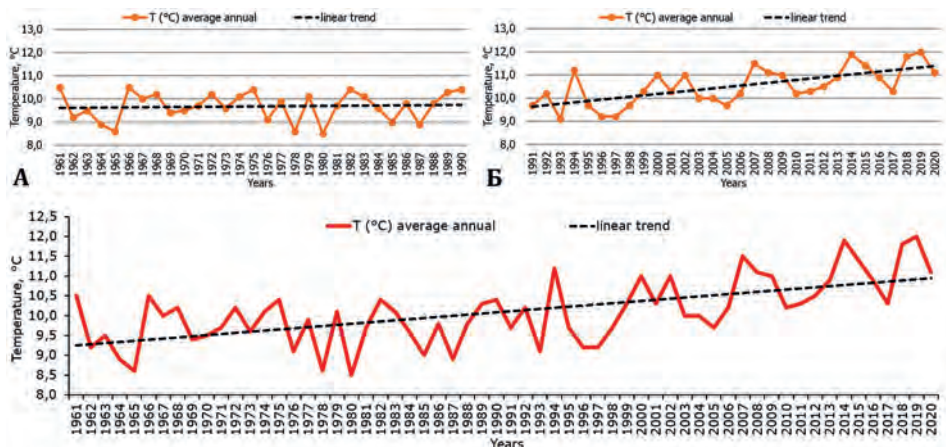 T (°C) average annual linear trend
13,0
12,0
11,0
10,0
9,0
8,0
Temperature, °C
1961 1962 1963 1964 1965 1966 1967 1968 1969 1970 1971 1972 1973 1974 1975 1976 1977 1978 1979 1980 1981 1982 1983 1984 1985 1986 1987 1988 1989 1990
Years
А
T (°C) average annual linear trend
13,0
12,0
11,0
10,0
9,0
8,0
Temperature, °C
1991 1992 1993 1994 1995 1996 1997 1998 1999 2000 2001 2002 2003 2004 2005 2006 2007 2008 2009 2010 2011 2012 2013 2014 2015 2016 2017 2018 2019 2020
Years
Б
T (°C) average annual linear trend
12,5
12,0
11,5
11,0
10,5
10,0
9,5
9,0
8,5
8,0
Temperature, °C
1961 1962 1963 1964 1965 1966 1967 1968 1969 1970 1971 1972 1973 1974 1975 1976 1977 1978 1979 1980 1981 1982 1983 1984 1985 1986 1987 1988 1989 1990 1991 1992 1993 1994 1995 1996 1997 1998 1999 2000 2001 2002 2003 2004 2005 2006 2007 2008 2009 2010 2011 2012 2013 2014 2015 2016 2017 2018 2019 2020
Years